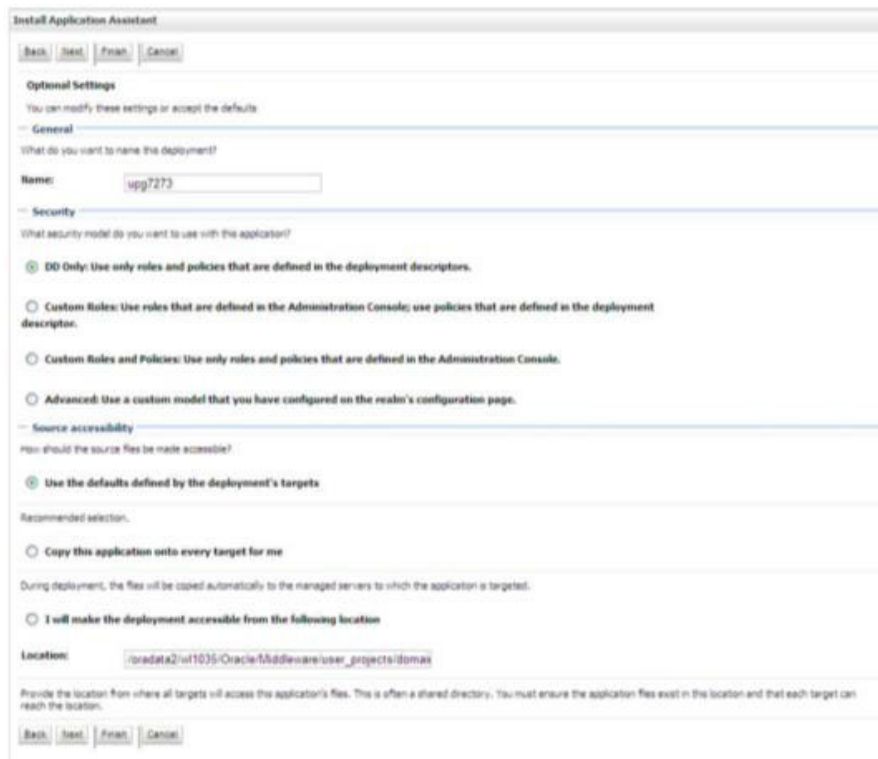 Install Application Assistant
Back Next Finish Cancel
Optional Settings
You can modify these settings or accept the defaults
General
What do you want to name this deployment?
Name: upg7273
Security
What security model do you want to use with this application?
DD Only: Use only roles and policies that are defined in the deployment descriptors.
Custom Roles: Use roles that are defined in the Administration Console; use policies that are defined in the deployment
descriptor.
Custom Roles and Policies: Use only roles and policies that are defined in the Administration Console.
Advanced: Use a custom model that you have configured on the realm's configuration page.
Source accessibility
How should the source files be made accessible?
Use the defaults defined by the deployment's targets
Recommended selection.
Copy this application onto every target for me
During deployment, the files will be copied automatically to the managed servers to which the application is targeted.
I will make the deployment accessible from the following location
Location: /oradata2/wl1035/Oracle/Middleware/user_projects/domai
Provide the location from where all targets will access this application's files. This is often a shared directory. You must ensure the application files exist in this location and that each target can
reach the location.
Back Next Finish Cancel